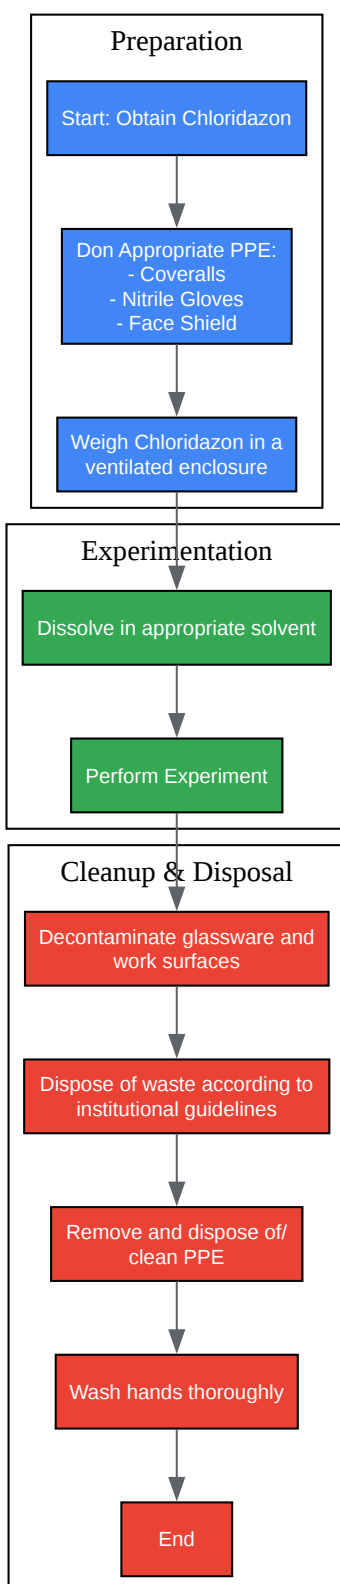 Preparation
Start: Obtain Chloridazon
Don Appropriate PPE:
- Coveralls
- Nitrile Gloves
- Face Shield
Weigh Chloridazon in a
ventilated enclosure
Experimentation
Dissolve in appropriate solvent
Perform Experiment
Cleanup & Disposal
Decontaminate glassware and
work surfaces
Dispose of waste according to
institutional guidelines
Remove and dispose of/
clean PPE
Wash hands thoroughly
End